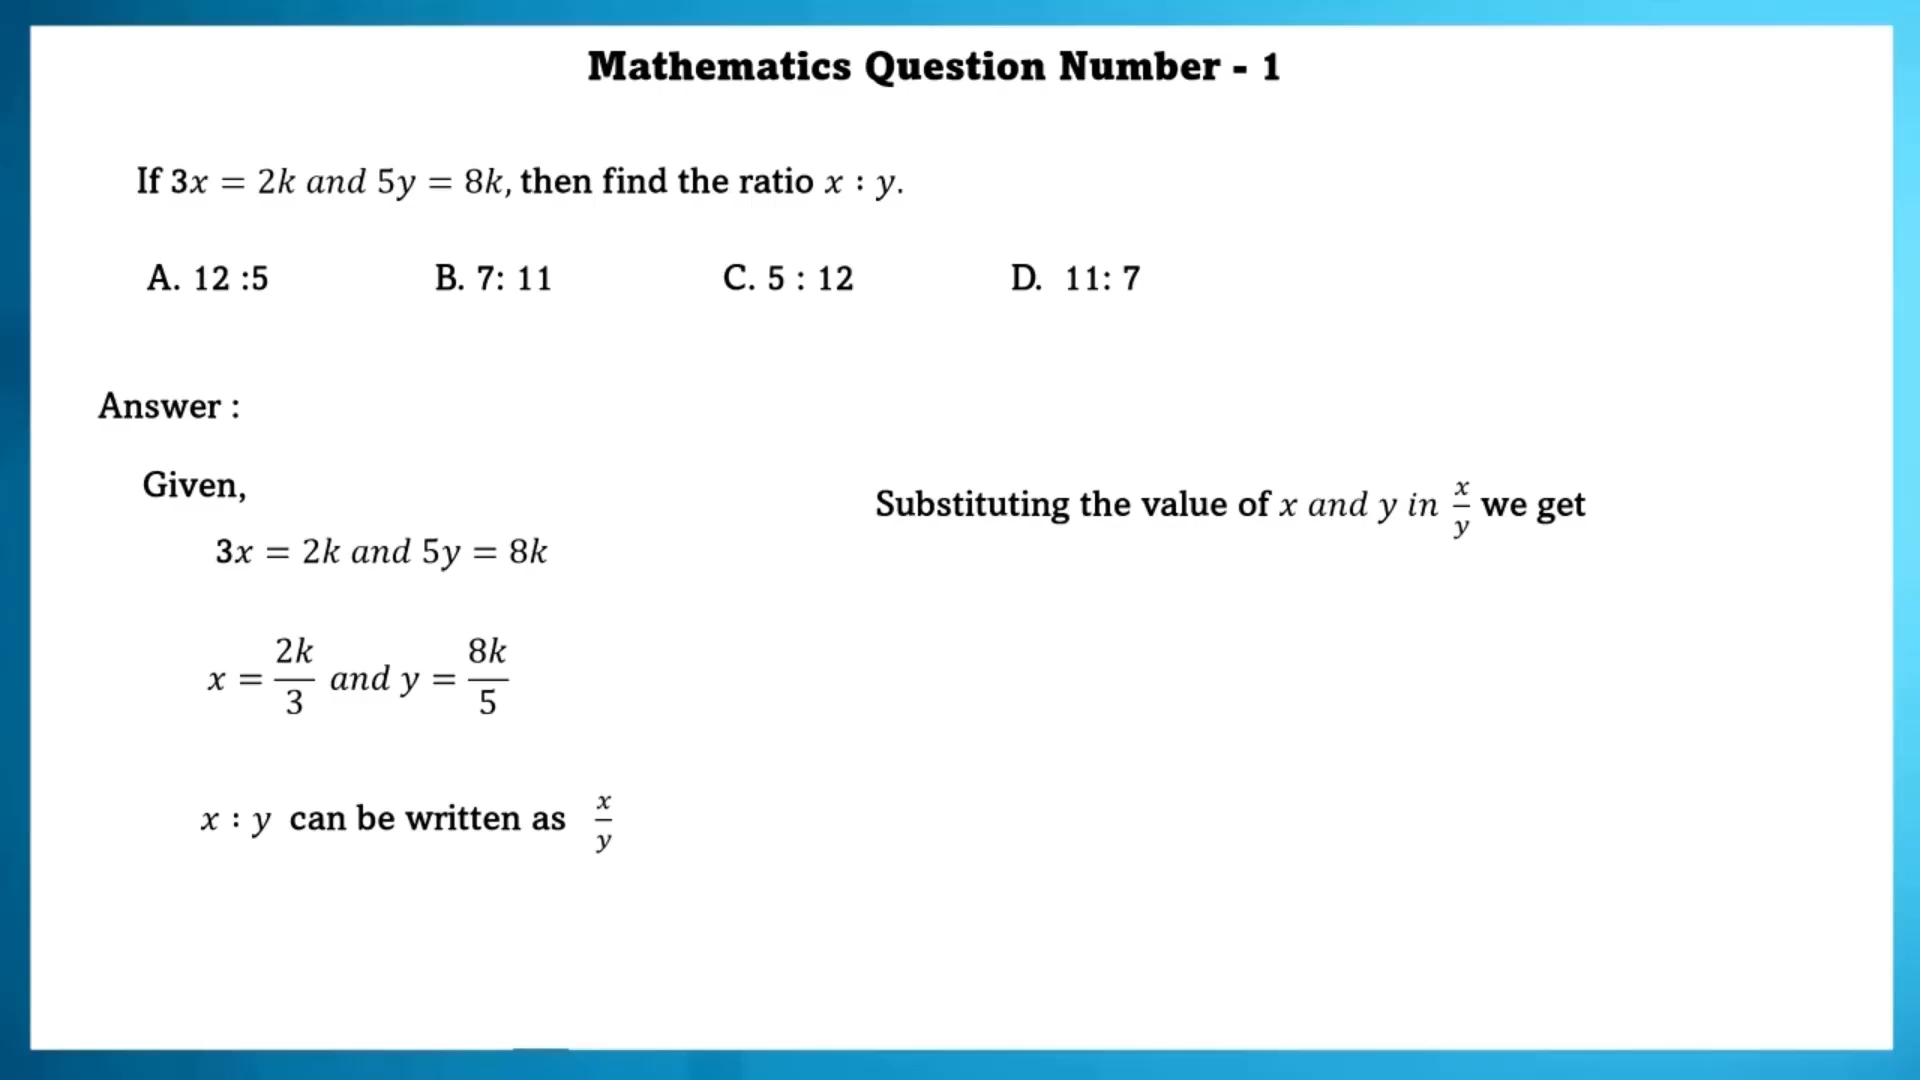 Mathematics Question Number - 1
If 3x = 2k and 5y = 8k, then find the ratio x : y.
A. 12 :5 B. 7: 11 C. 5 : 12 D. 11: 7
Answer :
Given,
3x = 2k and 5y = 8k
x = 2k/3 and y = 8k/5
x : y can be written as x/y
Substituting the value of x and y in x/y we get